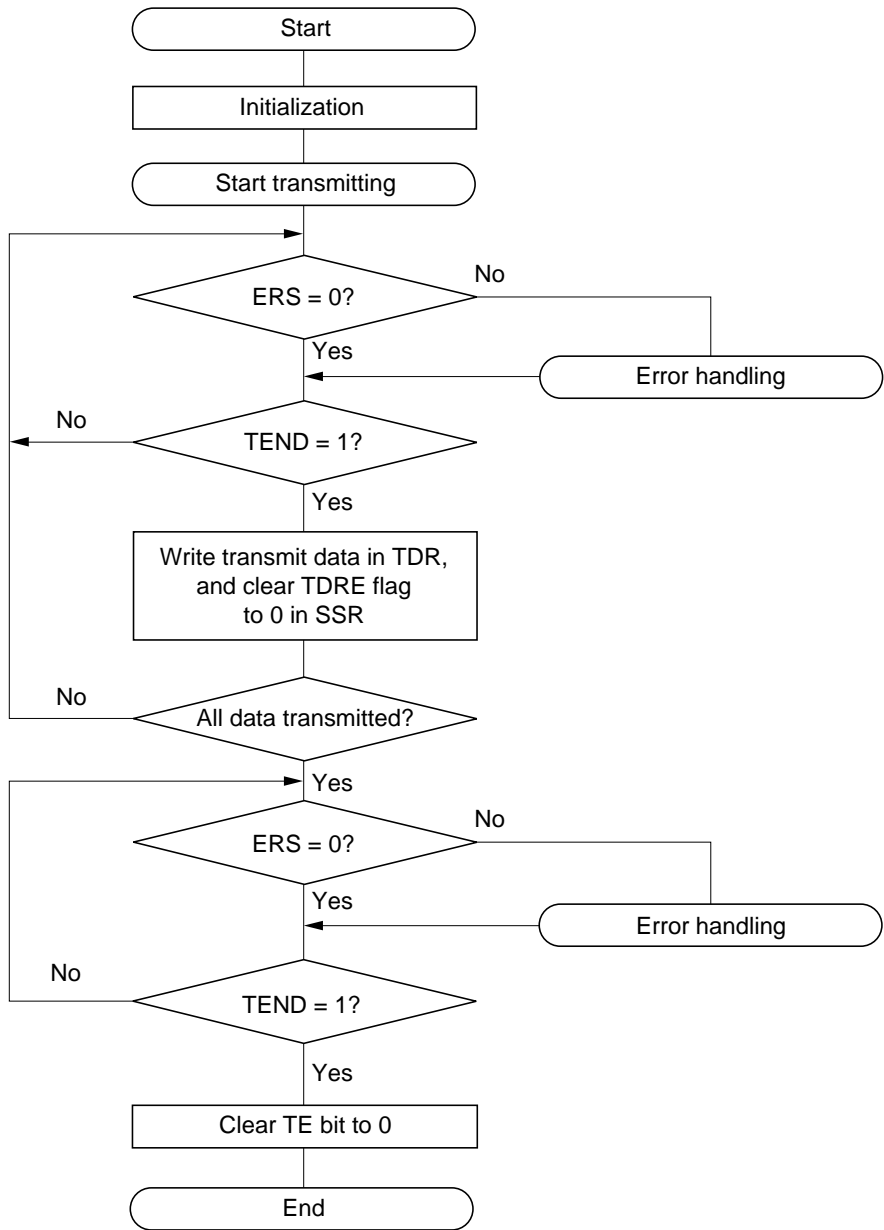 Start
Initialization
Start transmitting
ERS = 0?
No
Yes
Error handling
TEND = 1?
No
Yes
Write transmit data in TDR,
and clear TDRE flag
to 0 in SSR
All data transmitted?
No
Yes
ERS = 0?
No
Yes
Error handling
No
TEND = 1?
Yes
Clear TE bit to 0
End